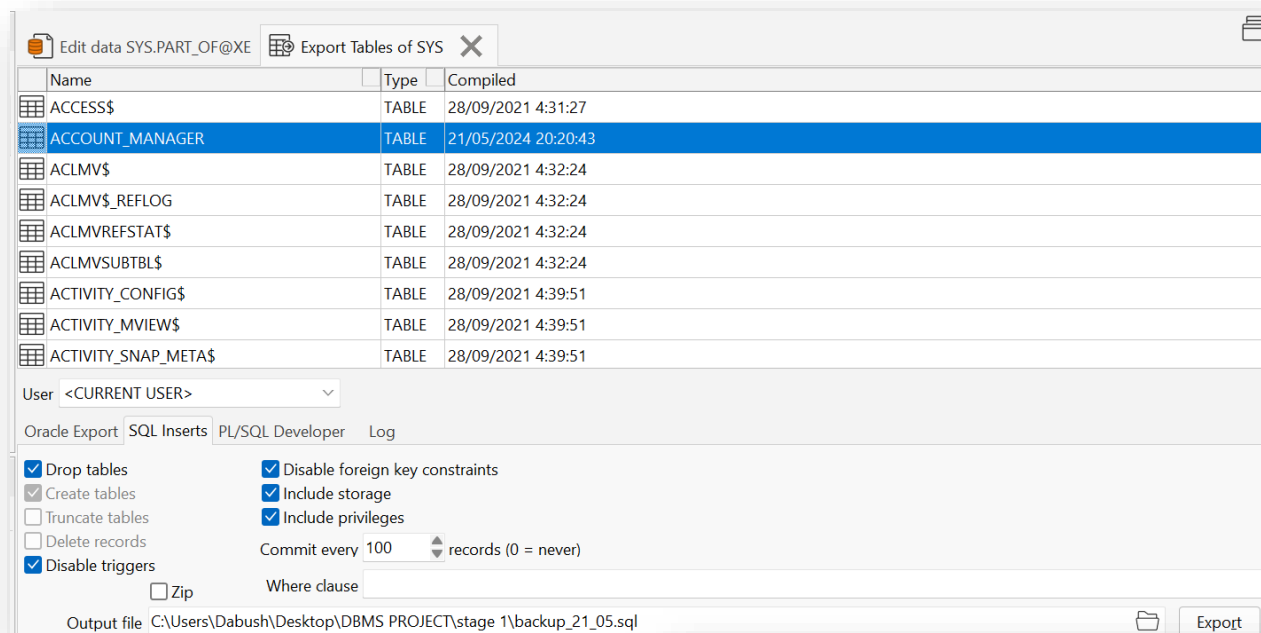 Edit data SYS.PART_OF@XE Export Tables of SYS
Name Type Compiled
ACCESS$ TABLE 28/09/2021 4:31:27
ACCOUNT_MANAGER TABLE 21/05/2024 20:20:43
ACLMV$ TABLE 28/09/2021 4:32:24
ACLMV$_REFLOG TABLE 28/09/2021 4:32:24
ACLMVREFSTAT$ TABLE 28/09/2021 4:32:24
ACLMVSUBTBL$ TABLE 28/09/2021 4:32:24
ACTIVITY_CONFIG$ TABLE 28/09/2021 4:39:51
ACTIVITY_MVIEW$ TABLE 28/09/2021 4:39:51
ACTIVITY_SNAP_META$ TABLE 28/09/2021 4:39:51
User <CURRENT USER>
Oracle Export SQL Inserts PL/SQL Developer Log
Drop tables Disable foreign key constraints
Create tables Include storage
Truncate tables Include privileges
Delete records Commit every 100 records (0 = never)
Disable triggers
Zip Where clause
Output file C:\Users\Dabush\Desktop\DBMS PROJECT\stage 1\backup_21_05.sql Export